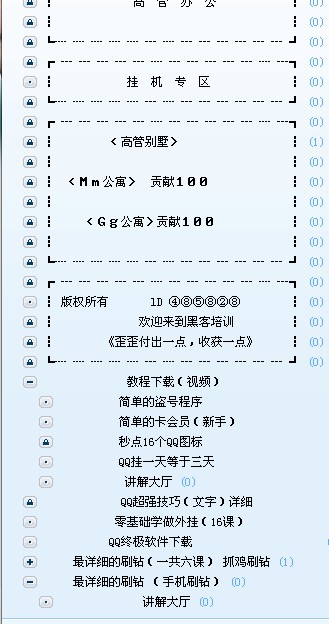 高 管 办 公
(0)
(0)
(0)
(0)
挂 机 专 区 (0)
(0)
(0)
<高管别墅> (1)
(0)
<Ｍｍ公寓> 贡献１００ (0)
(0)
<Ｇｇ公寓>贡献１００ (0)
(0)
(0)
(0)
版权所有 lD ④⑧⑤⑧②⑧ (0)
欢迎来到黑客培训 (0)
《歪歪付出一点，收获一点》 (0)
(0)
教程下载(视频)
简单的盗号程序
简单的卡会员(新手)
秒点16个QQ图标
QQ挂一天等于三天
讲解大厅 (0)
QQ超强技巧(文字)详细
零基础学做外挂(16课)
QQ终极软件下载
最详细的刷钻(一共六课) 抓鸡刷钻 (1)
最详细的刷钻 (手机刷钻) (0)
讲解大厅 (0)